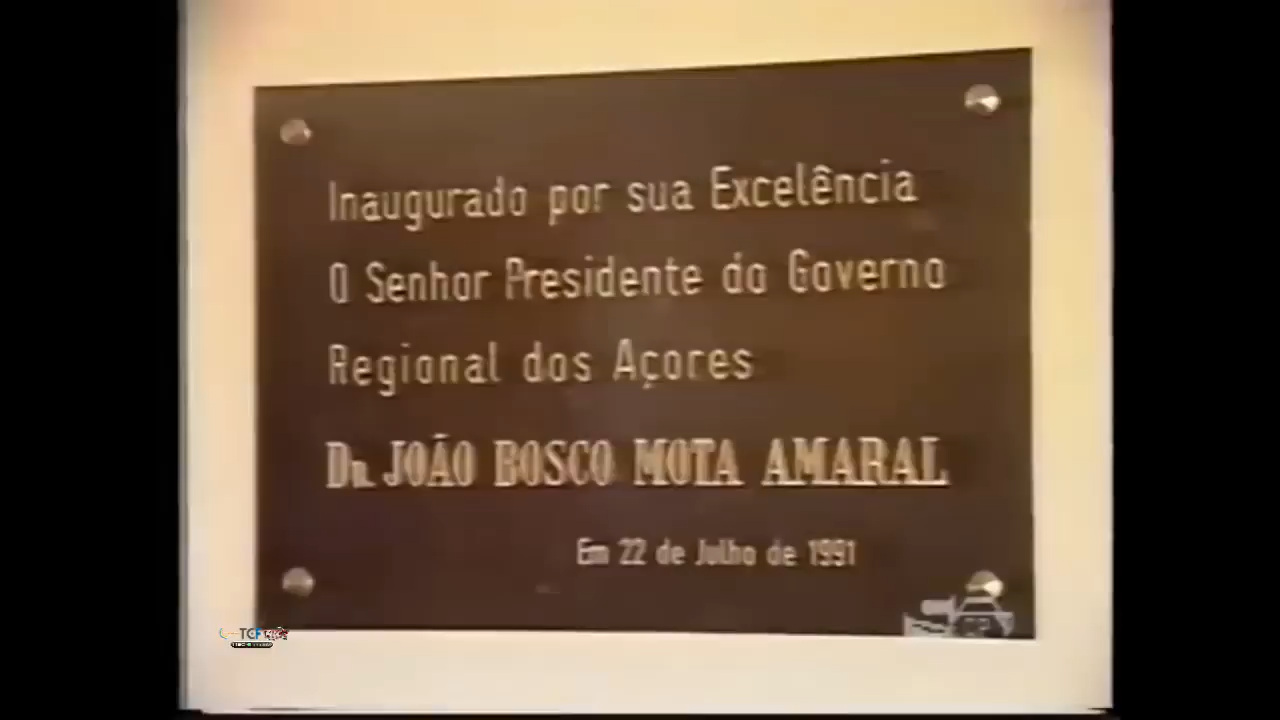 Inaugurado por sua Excelência
O Senhor Presidente do Governo
Regional dos Açores
Dr. JOÃO BOSCO MOTA AMARAL
Em 22 de Julho de 1991
TCF